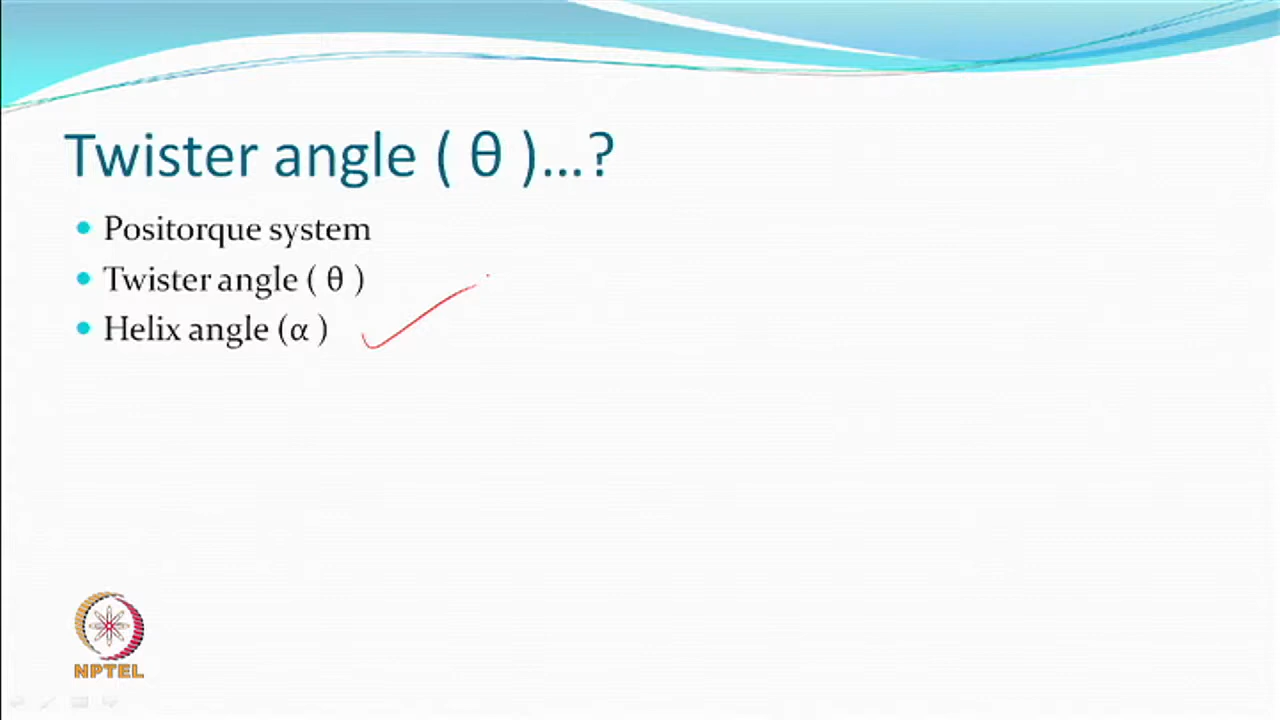 Twister angle ( θ )...?
Positorque system
Twister angle ( θ )
Helix angle (α )
NPTEL